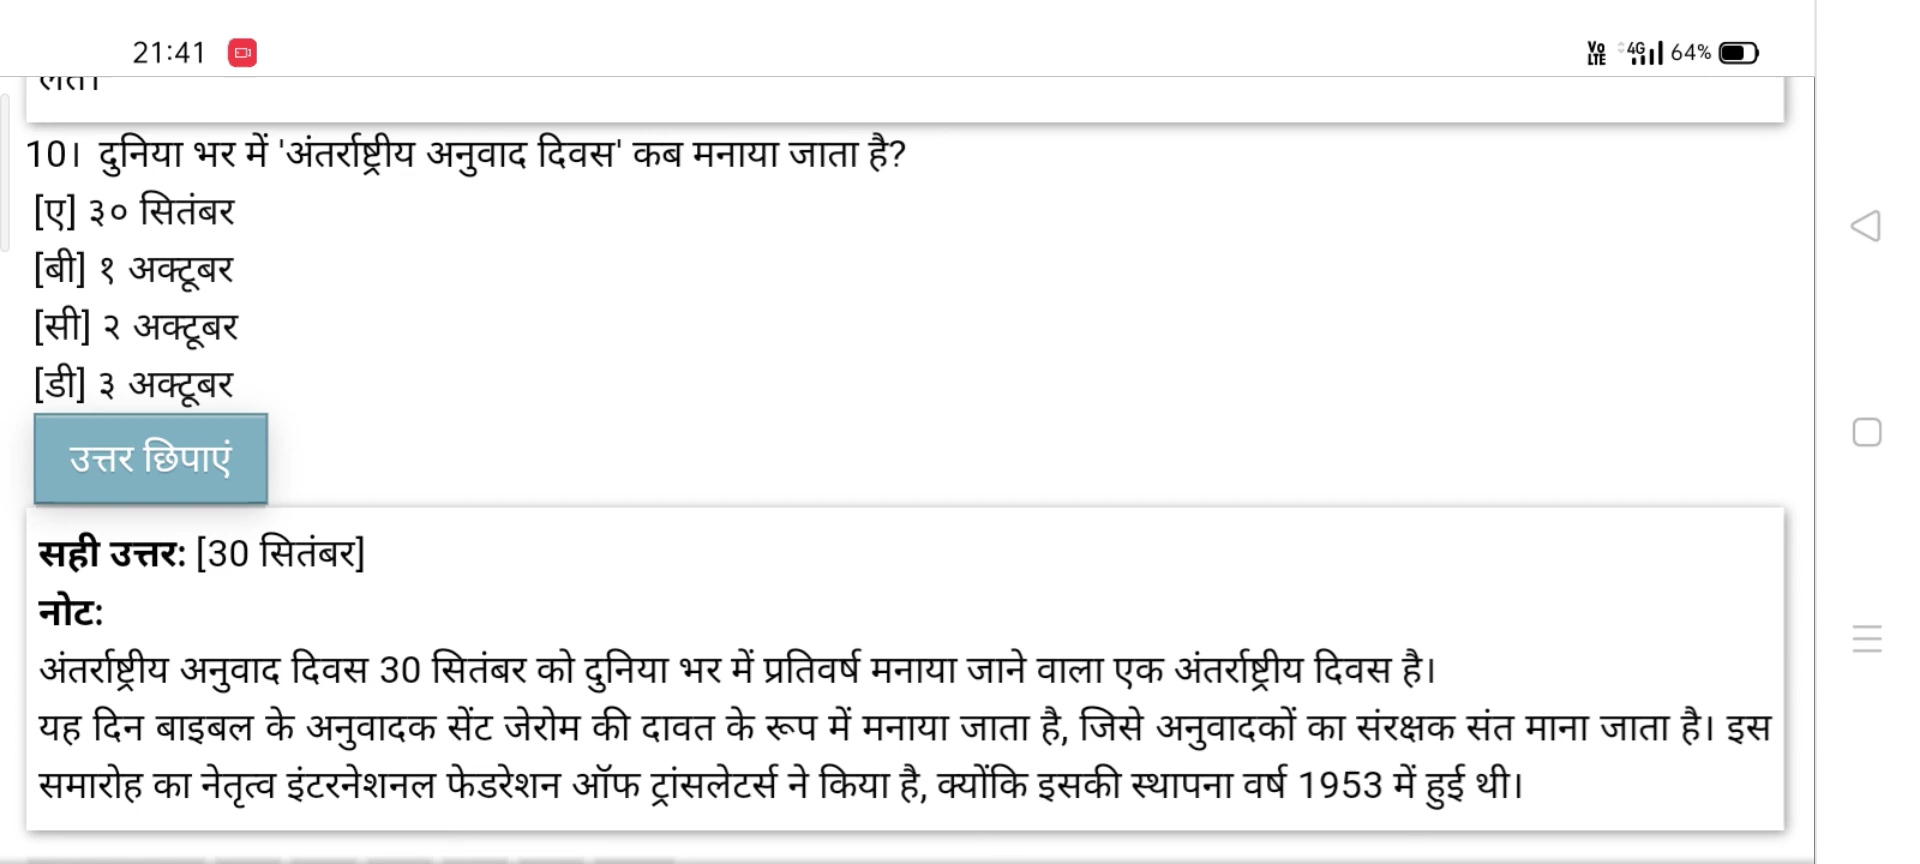 21:41
Vo LTE 4G 64%
10। दुनिया भर में 'अंतर्राष्ट्रीय अनुवाद दिवस' कब मनाया जाता है?
[ए] ३० सितंबर
[बी] १ अक्टूबर
[सी] २ अक्टूबर
[डी] ३ अक्टूबर
उत्तर छिपाएं
सही उत्तर: [30 सितंबर]
नोट:
अंतर्राष्ट्रीय अनुवाद दिवस 30 सितंबर को दुनिया भर में प्रतिवर्ष मनाया जाने वाला एक अंतर्राष्ट्रीय दिवस है।
यह दिन बाइबल के अनुवादक सेंट जेरोम की दावत के रूप में मनाया जाता है, जिसे अनुवादकों का संरक्षक संत माना जाता है। इस
समारोह का नेतृत्व इंटरनेशनल फेडरेशन ऑफ ट्रांसलेटर्स ने किया है, क्योंकि इसकी स्थापना वर्ष 1953 में हुई थी।